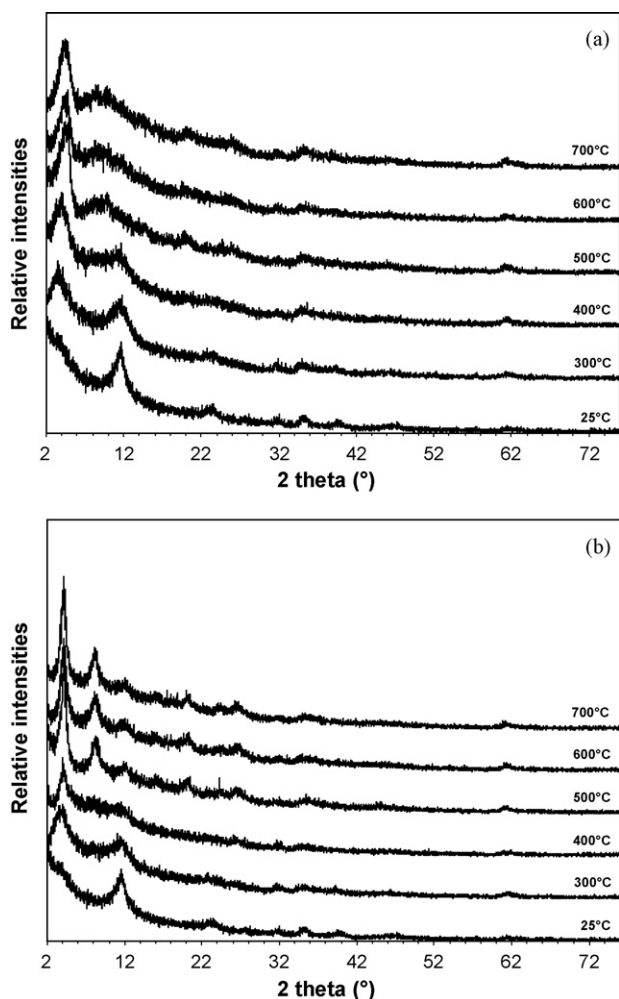 (a)
Relative intensities
700°C
600°C
500°C
400°C
300°C
25°C
2 12 22 32 42 52 62 72
2 theta (°)
(b)
Relative intensities
700°C
600°C
500°C
400°C
300°C
25°C
2 12 22 32 42 52 62 72
2 theta (°)